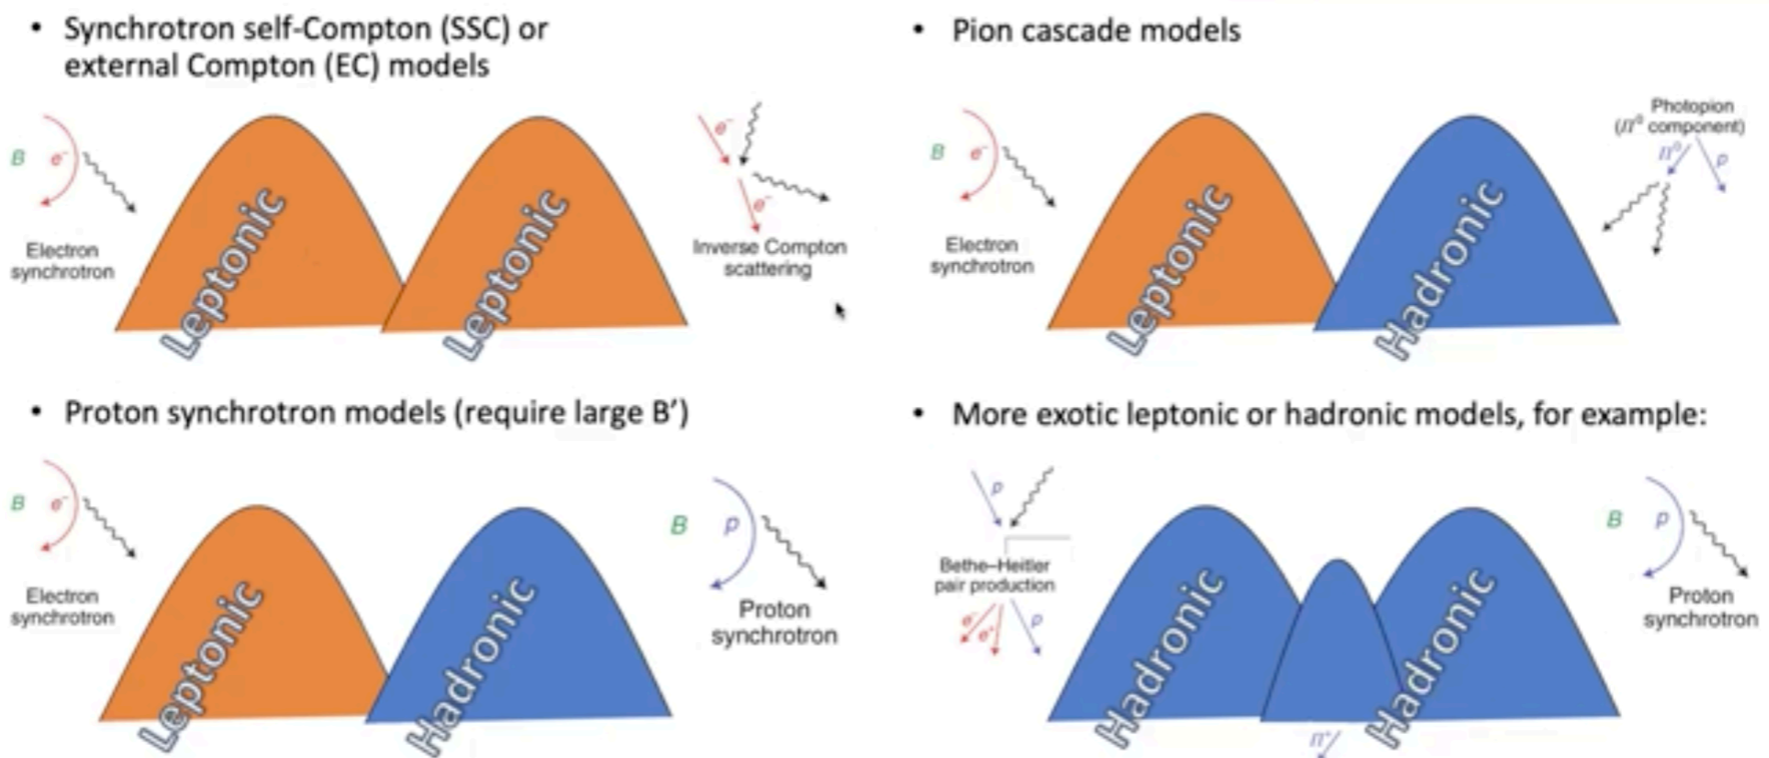 • Synchrotron self-Compton (SSC) or
external Compton (EC) models
B e⁻
Electron
synchrotron
Leptonic
Leptonic
e⁻
e⁻
Inverse Compton
scattering
• Pion cascade models
B e⁻
Electron
synchrotron
Leptonic
Hadronic
Photopion
(Π⁰ component)
Π⁰ p
• Proton synchrotron models (require large B′)
B e⁻
Electron
synchrotron
Leptonic
Hadronic
B p
Proton
synchrotron
• More exotic leptonic or hadronic models, for example:
p
Bethe–Heitler
pair production
e⁻ e⁺ p
Hadronic
Hadronic
Π⁺
B p
Proton
synchrotron